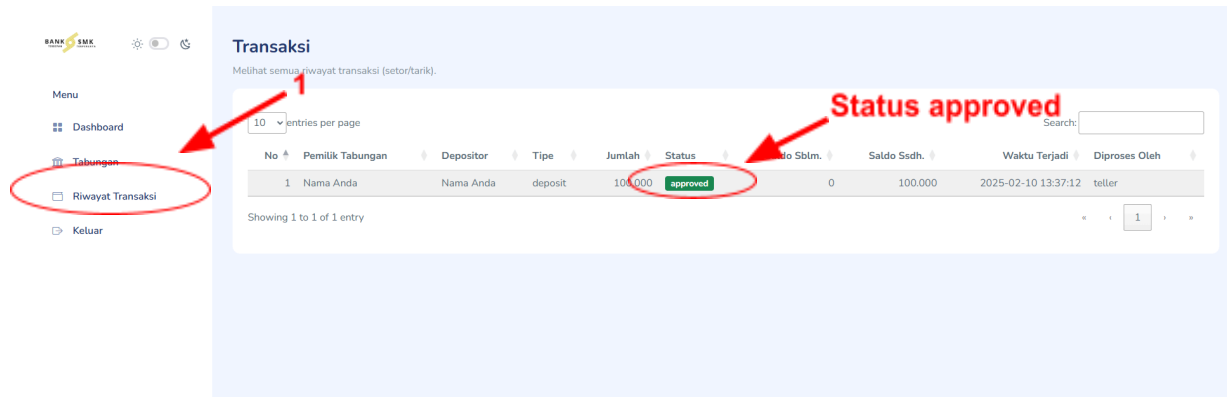 BANK SMK
Transaksi
Melihat semua riwayat transaksi (setor/tarik).
1
Menu
Dashboard
Tabungan
Riwayat Transaksi
Keluar
Status approved
10 entries per page
Search:
No Pemilik Tabungan Depositor Tipe Jumlah Status do Sblm. Saldo Ssdh. Waktu Terjadi Diproses Oleh
1 Nama Anda Nama Anda deposit 100.000 approved 0 100.000 2025-02-10 13:37:12 teller
Showing 1 to 1 of 1 entry
« ‹ 1 › »